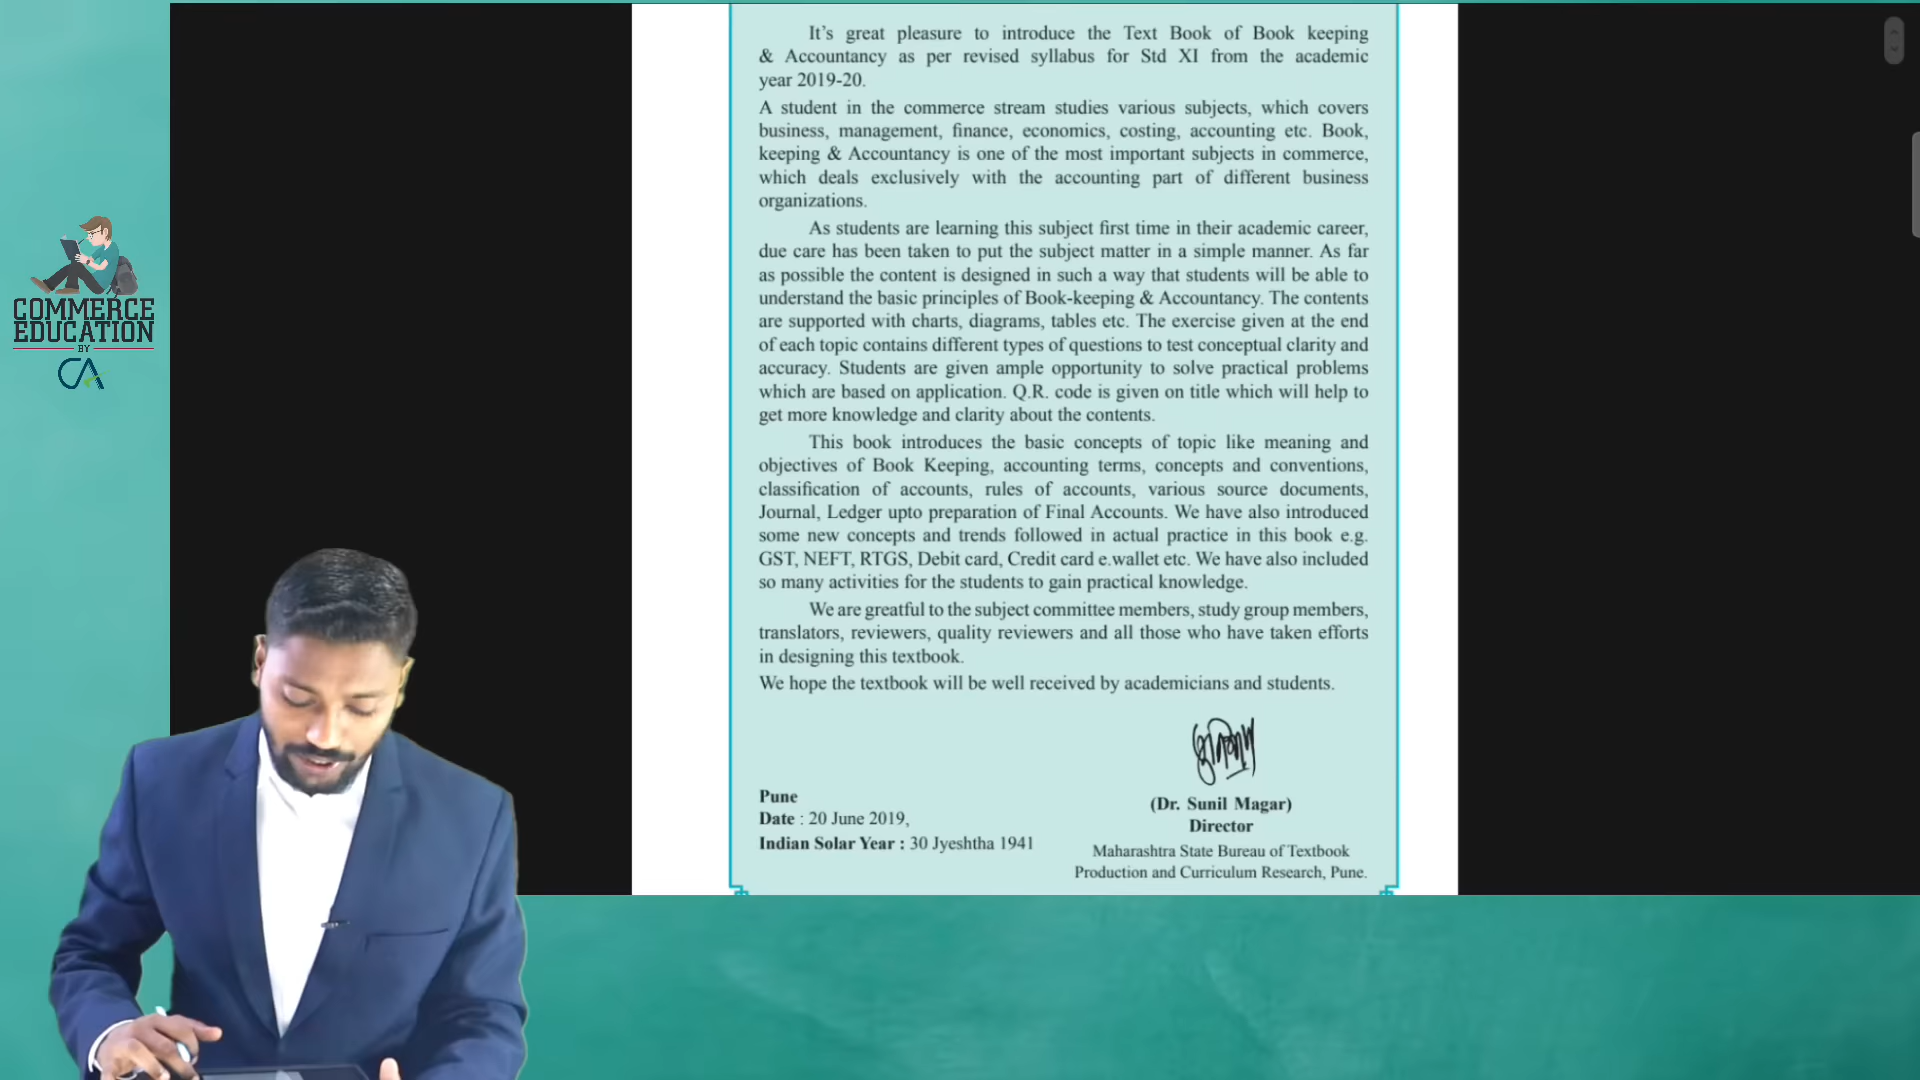 COMMERCE
EDUCATION
BY
CA
It's great pleasure to introduce the Text Book of Book keeping
& Accountancy as per revised syllabus for Std XI from the academic
year 2019-20.
A student in the commerce stream studies various subjects, which covers
business, management, finance, economics, costing, accounting etc. Book,
keeping & Accountancy is one of the most important subjects in commerce,
which deals exclusively with the accounting part of different business
organizations.
As students are learning this subject first time in their academic career,
due care has been taken to put the subject matter in a simple manner. As far
as possible the content is designed in such a way that students will be able to
understand the basic principles of Book-keeping & Accountancy. The contents
are supported with charts, diagrams, tables etc. The exercise given at the end
of each topic contains different types of questions to test conceptual clarity and
accuracy. Students are given ample opportunity to solve practical problems
which are based on application. Q.R. code is given on title which will help to
get more knowledge and clarity about the contents.
This book introduces the basic concepts of topic like meaning and
objectives of Book Keeping, accounting terms, concepts and conventions,
classification of accounts, rules of accounts, various source documents,
Journal, Ledger upto preparation of Final Accounts. We have also introduced
some new concepts and trends followed in actual practice in this book e.g.
GST, NEFT, RTGS, Debit card, Credit card e.wallet etc. We have also included
so many activities for the students to gain practical knowledge.
We are greatful to the subject committee members, study group members,
translators, reviewers, quality reviewers and all those who have taken efforts
in designing this textbook.
We hope the textbook will be well received by academicians and students.
Pune
Date : 20 June 2019,
Indian Solar Year : 30 Jyeshtha 1941
(Dr. Sunil Magar)
Director
Maharashtra State Bureau of Textbook
Production and Curriculum Research, Pune.